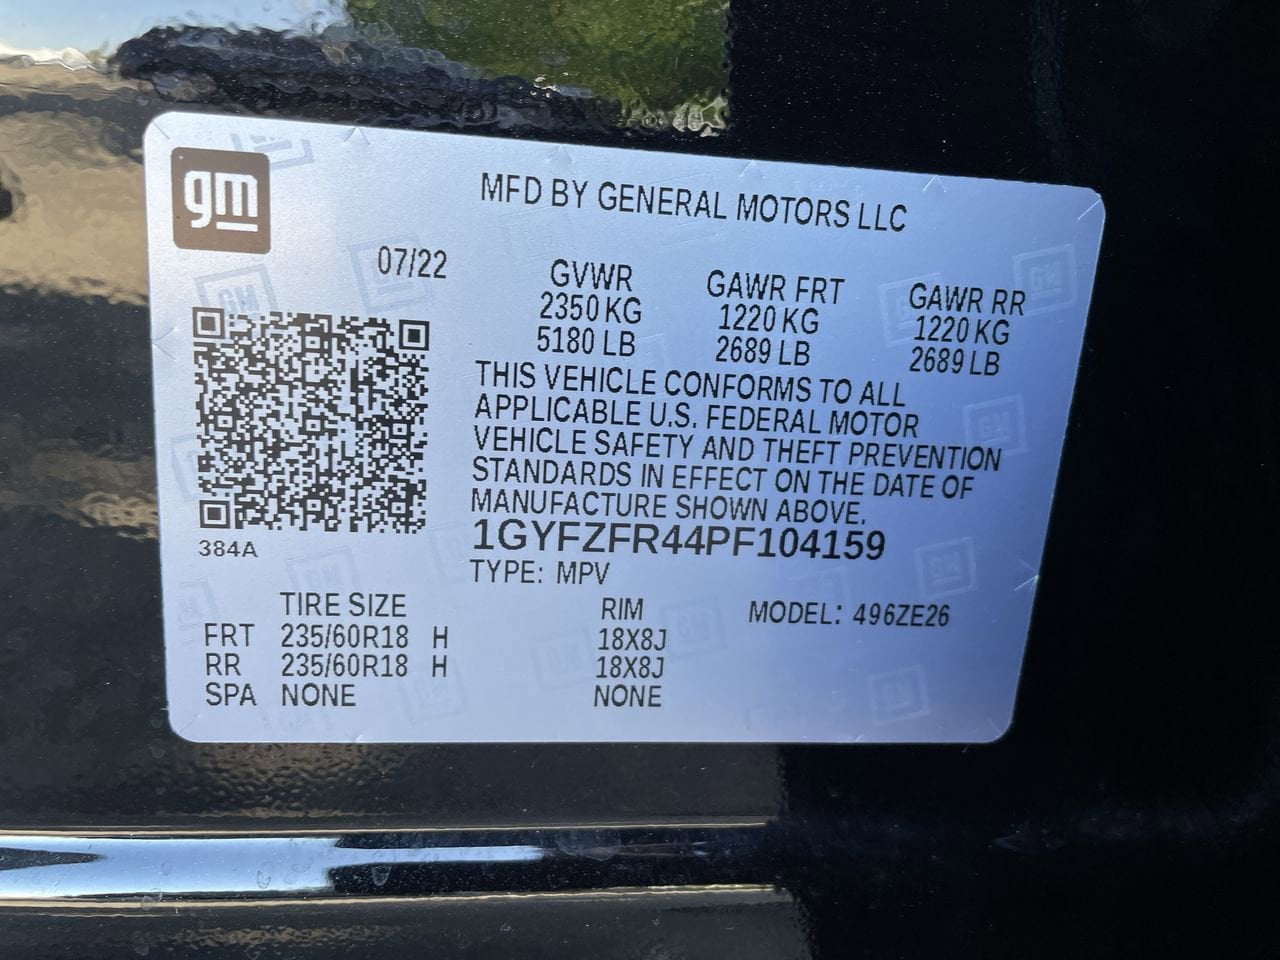 gm
MFD BY GENERAL MOTORS LLC
07/22
GVWR GAWR FRT GAWR RR
2350 KG 1220 KG 1220 KG
5180 LB 2689 LB 2689 LB
THIS VEHICLE CONFORMS TO ALL
APPLICABLE U.S. FEDERAL MOTOR
VEHICLE SAFETY AND THEFT PREVENTION
STANDARDS IN EFFECT ON THE DATE OF
MANUFACTURE SHOWN ABOVE.
1GYFZFR44PF104159
384A
TYPE: MPV
TIRE SIZE RIM MODEL: 496ZE26
FRT 235/60R18 H 18X8J
RR 235/60R18 H 18X8J
SPA NONE NONE